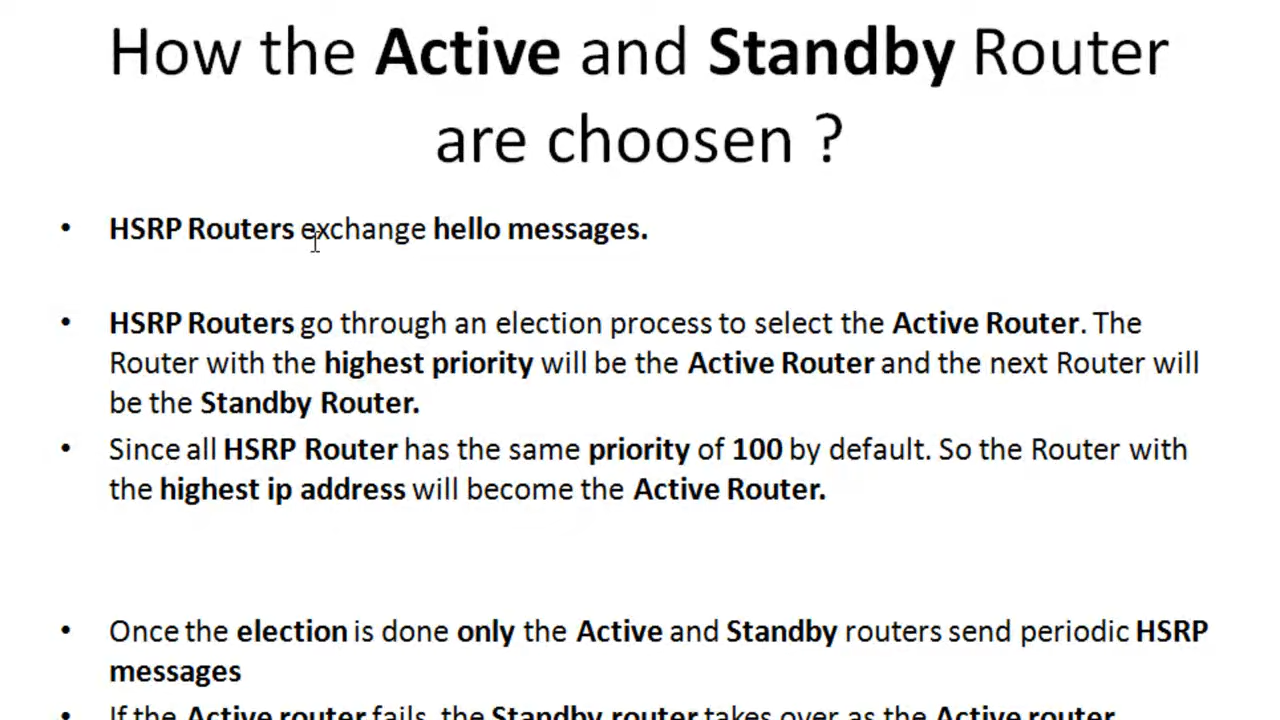 How the Active and Standby Router
are choosen ?
• HSRP Routers exchange hello messages.
• HSRP Routers go through an election process to select the Active Router. The
Router with the highest priority will be the Active Router and the next Router will
be the Standby Router.
• Since all HSRP Router has the same priority of 100 by default. So the Router with
the highest ip address will become the Active Router.
• Once the election is done only the Active and Standby routers send periodic HSRP
messages
• If the Active router fails, the Standby router takes over as the Active router